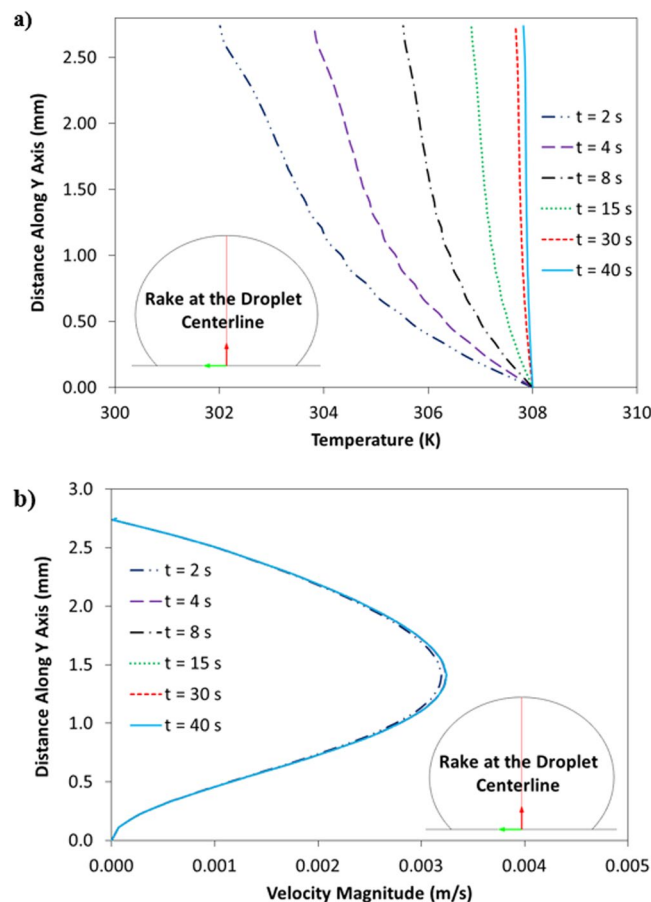 a)
2.50
2.00
1.50
1.00
0.50
0.00
Distance Along Y Axis (mm)
t = 2 s
t = 4 s
t = 8 s
t = 15 s
t = 30 s
t = 40 s
Rake at the Droplet
Centerline
300 302 304 306 308 310
Temperature (K)
b)
3.0
2.5
2.0
1.5
1.0
0.5
0.0
Distance Along Y Axis (mm)
t = 2 s
t = 4 s
t = 8 s
t = 15 s
t = 30 s
t = 40 s
Rake at the Droplet
Centerline
0.000 0.001 0.002 0.003 0.004 0.005
Velocity Magnitude (m/s)